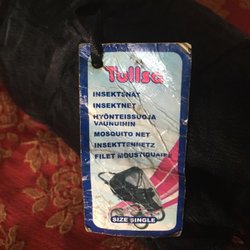 Tullsa
INSEKTSNÄT
INSEKTNET
HYÖNTEISSUOJA
VAUNUIHIN
MOSQUITO NET
INSEKTTENNETZ
FILET MOUSTIQUAIRE
SIZE SINGLE